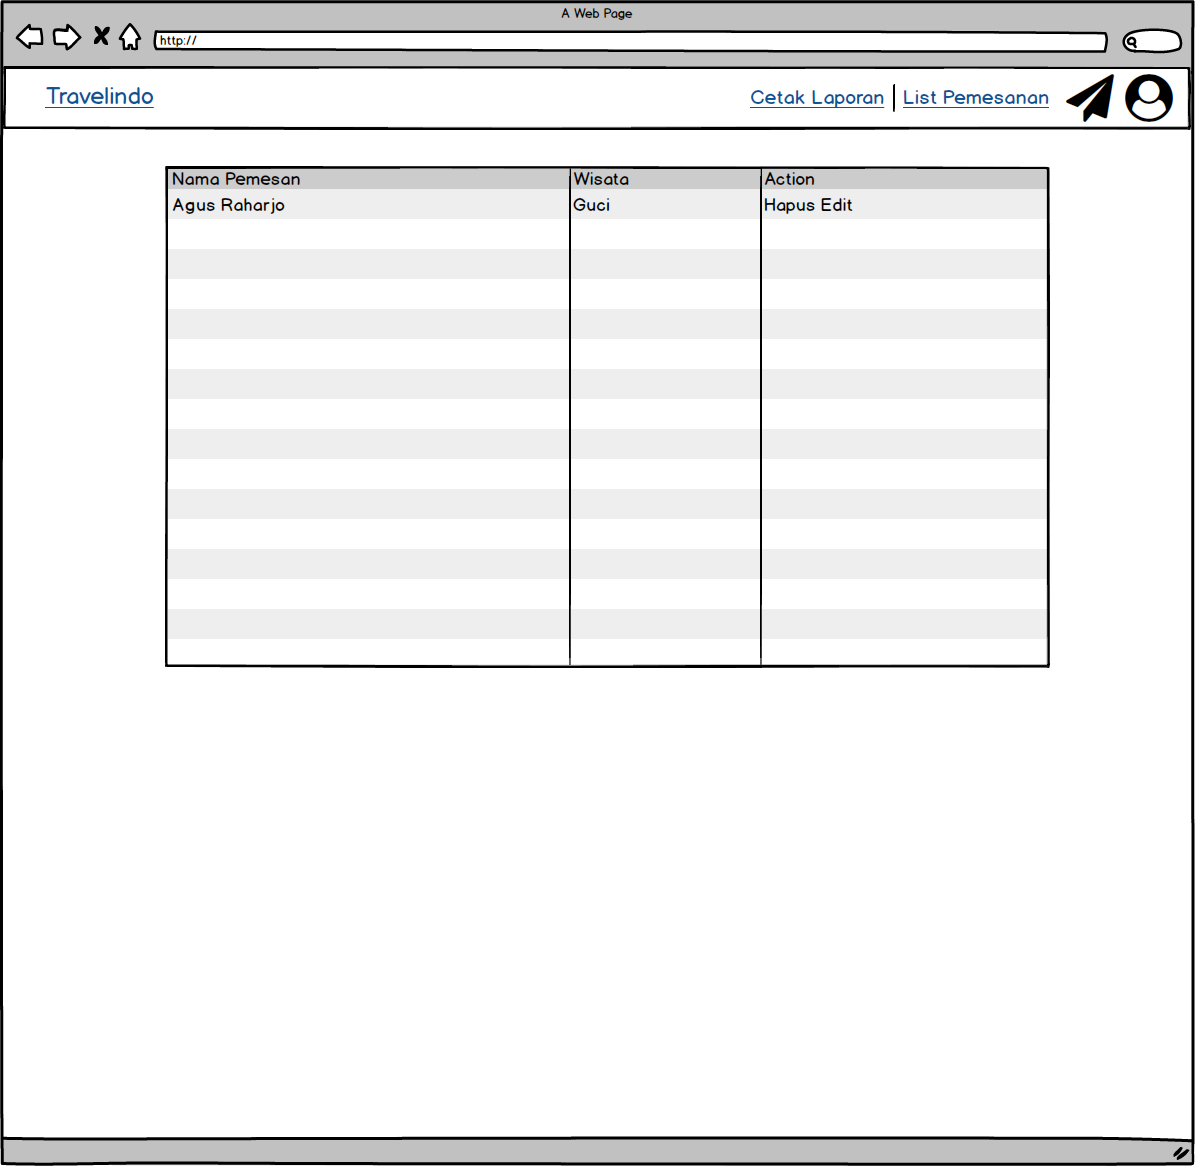 A Web Page
http://
Travelindo
Cetak Laporan
List Pemesanan
Nama Pemesan Wisata Action
Agus Raharjo Guci Hapus Edit